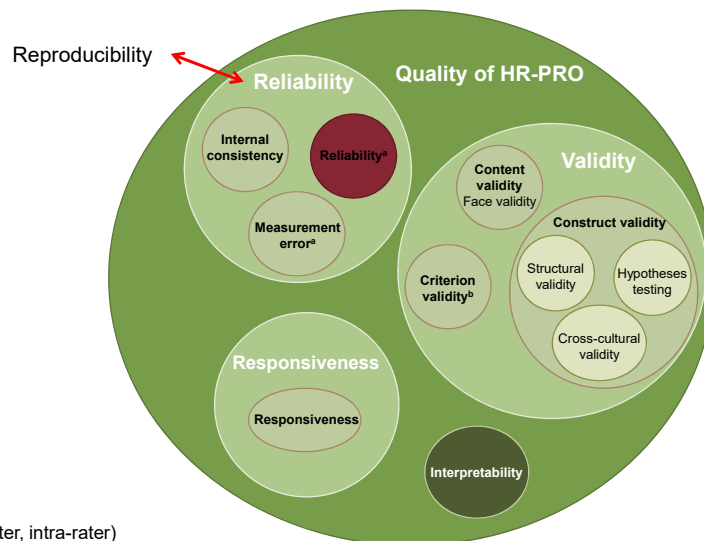 Reproducibility
Quality of HR-PRO
Reliability
Internal
consistency
Reliabilityᵃ
Measurement
errorᵃ
Validity
Content
validity
Face validity
Criterion
validityᵇ
Construct validity
Structural
validity
Hypotheses
testing
Cross-cultural
validity
Responsiveness
Responsiveness
Interpretability
ter, intra-rater)